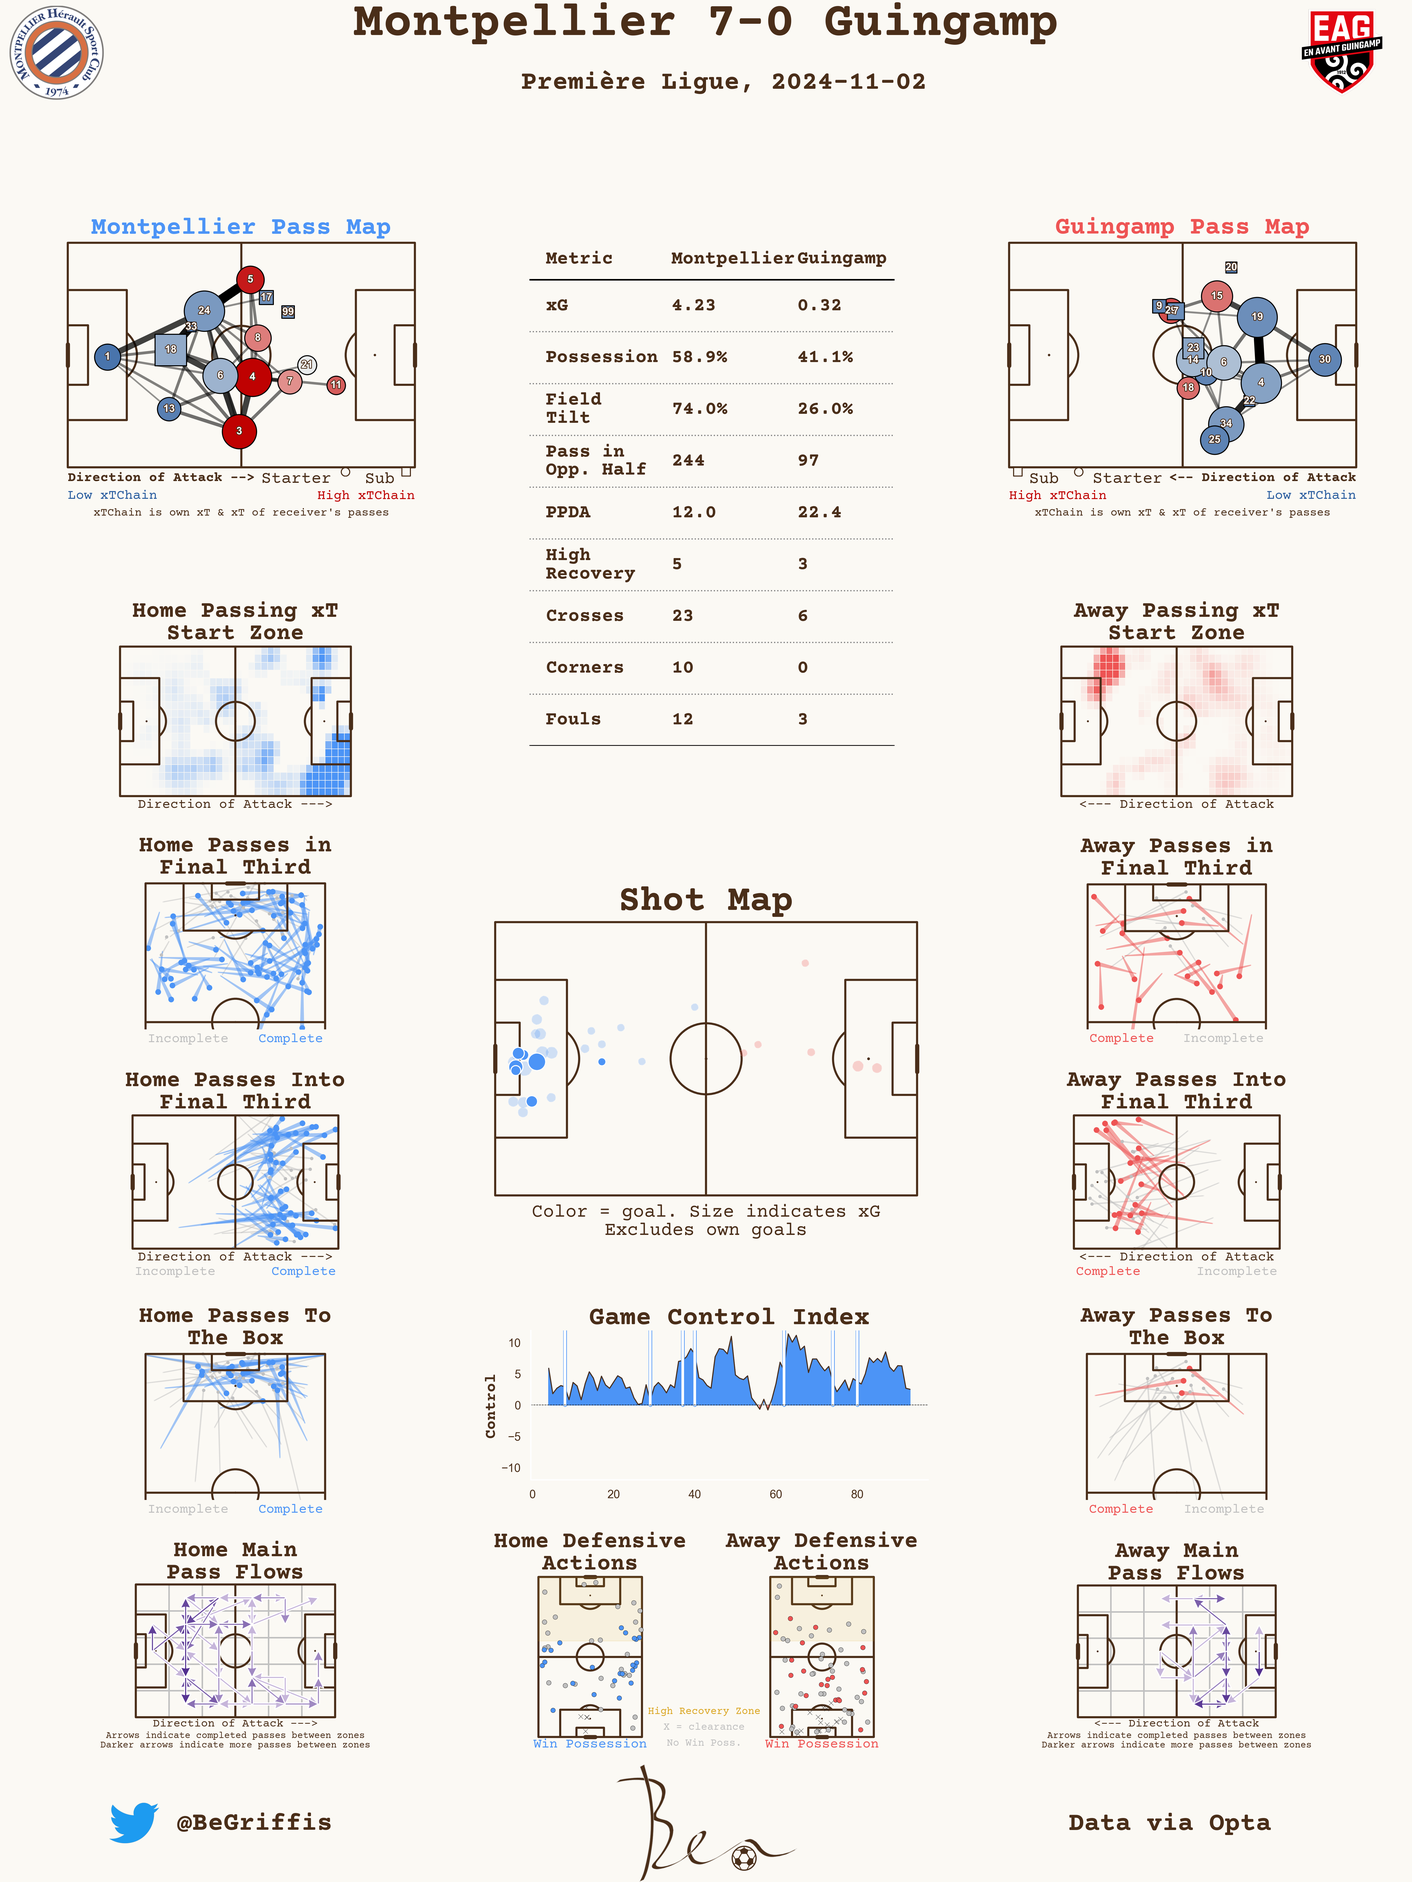 Montpellier 7-0 Guingamp
Première Ligue, 2024-11-02
MONTPELLIER Hérault Sport Club
1974
EAG
EN AVANT GUINGAMP
1912
Montpellier Pass Map
5
17
99
24
33
8
18
1
21
6
4
7
11
13
3
Direction of Attack --> Starter Sub
Low xTChain High xTChain
xTChain is own xT & xT of receiver's passes
Metric Montpellier Guingamp
xG 4.23 0.32
Possession 58.9% 41.1%
Field
Tilt 74.0% 26.0%
Pass in
Opp. Half 244 97
PPDA 12.0 22.4
High
Recovery 5 3
Crosses 23 6
Corners 10 0
Fouls 12 3
Guingamp Pass Map
20
15
9
19
23
14
6
30
10
4
18
22
34
25
Sub Starter <-- Direction of Attack
High xTChain Low xTChain
xTChain is own xT & xT of receiver's passes
Home Passing xT
Start Zone
Direction of Attack --->
Away Passing xT
Start Zone
<--- Direction of Attack
Home Passes in
Final Third
Incomplete Complete
Away Passes in
Final Third
Complete Incomplete
Shot Map
Color = goal. Size indicates xG
Excludes own goals
Home Passes Into
Final Third
Direction of Attack --->
Incomplete Complete
Away Passes Into
Final Third
<--- Direction of Attack
Complete Incomplete
Game Control Index
Control
10
5
0
−5
−10
0 20 40 60 80
Home Passes To
The Box
Incomplete Complete
Away Passes To
The Box
Complete Incomplete
Home Main
Pass Flows
Direction of Attack --->
Arrows indicate completed passes between zones
Darker arrows indicate more passes between zones
Home Defensive
Actions
Win Possession
High Recovery Zone
X = clearance
No Win Poss.
Away Defensive
Actions
Win Possession
Away Main
Pass Flows
<--- Direction of Attack
Arrows indicate completed passes between zones
Darker arrows indicate more passes between zones
@BeGriffis
Ben
Data via Opta